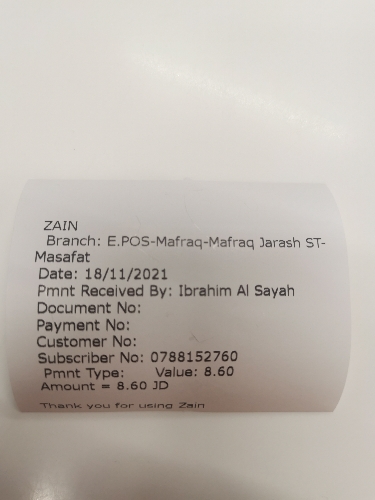 ZAIN
Branch: E.POS-Mafraq-Mafraq Jarash ST-
Masafat
Date: 18/11/2021
Pmnt Received By: Ibrahim Al Sayah
Document No:
Payment No:
Customer No:
Subscriber No: 0788152760
Pmnt Type: Value: 8.60
Amount = 8.60 JD
Thank you for using Zain